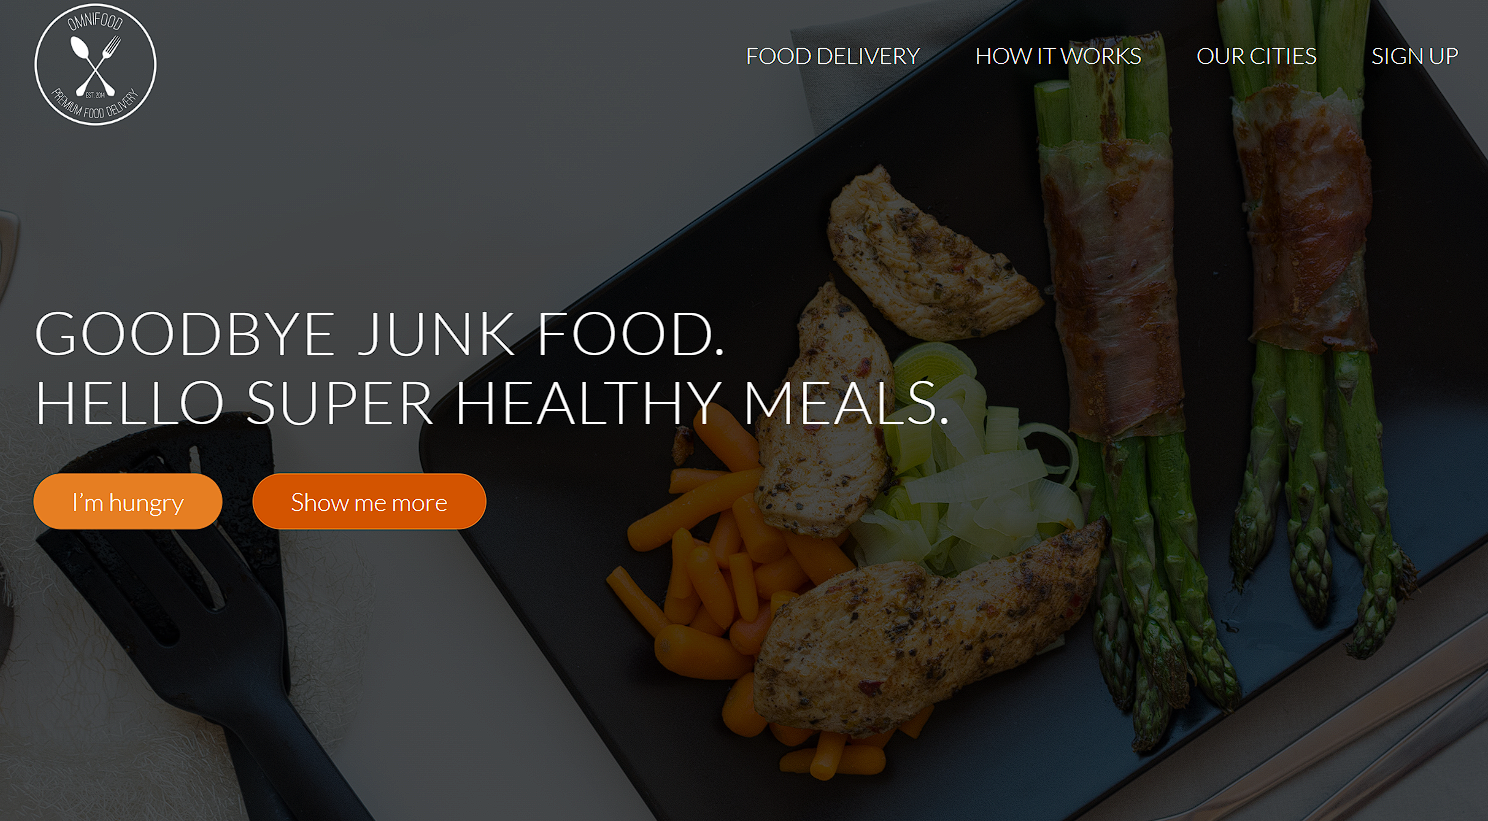 OMNIFOOD
EST 2014
PREMIUM FOOD DELIVERY
FOOD DELIVERY
HOW IT WORKS
OUR CITIES
SIGN UP
GOODBYE JUNK FOOD.
HELLO SUPER HEALTHY MEALS.
I’m hungry
Show me more